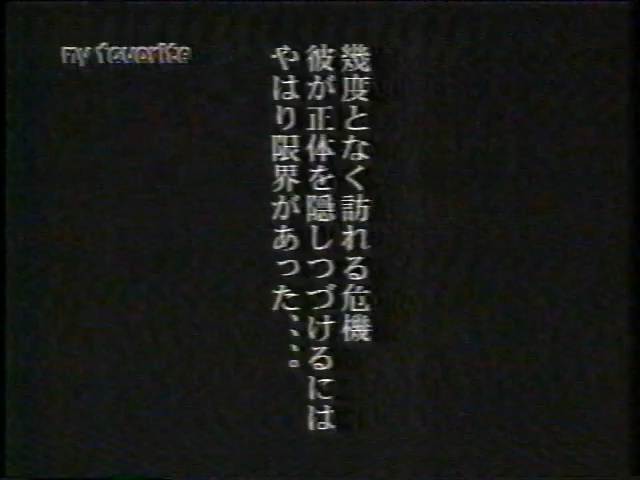 my favorite
幾度となく訪れる危機
彼が正体を隠しつづけるには
やはり限界があった、、、